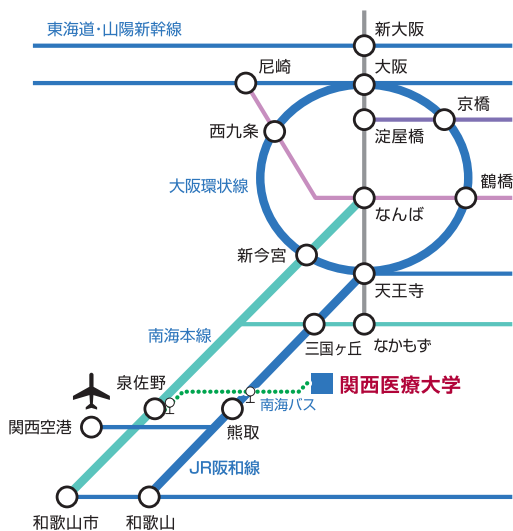 東海道・山陽新幹線
新大阪
尼崎
大阪
京橋
西九条
淀屋橋
大阪環状線
鶴橋
なんば
新今宮
天王寺
南海本線
三国ヶ丘
なかもず
泉佐野
関西医療大学
南海バス
関西空港
熊取
JR阪和線
和歌山市
和歌山